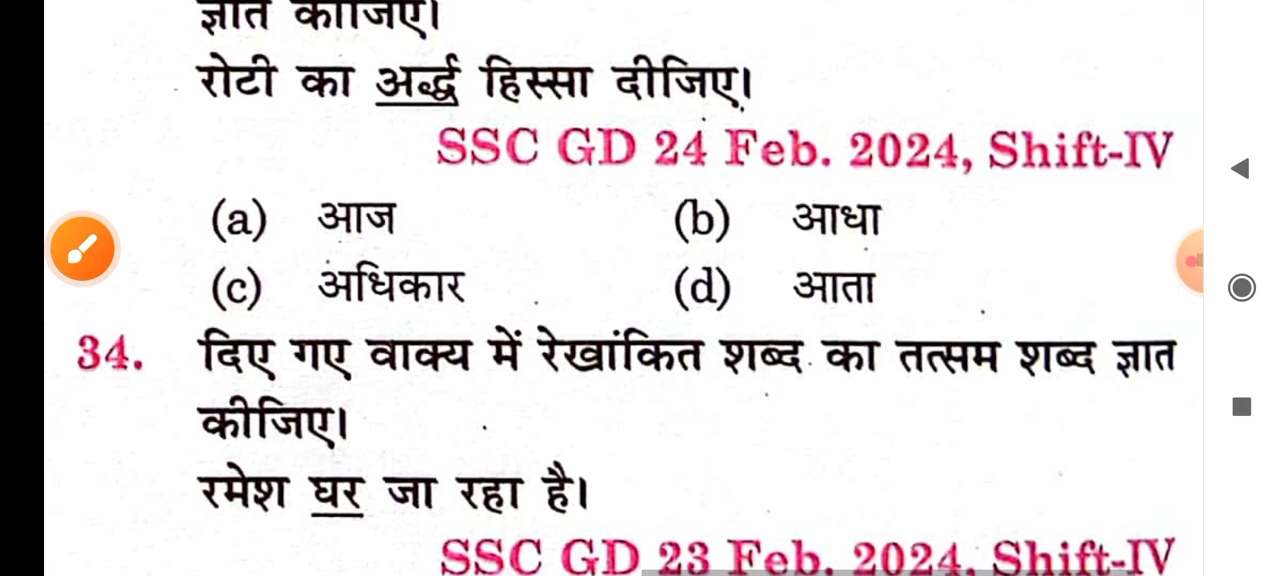 ज्ञात कीजिए।
रोटी का अर्द्ध हिस्सा दीजिए।
SSC GD 24 Feb. 2024, Shift-IV
(a) आज (b) आधा
(c) अधिकार (d) आता
34. दिए गए वाक्य में रेखांकित शब्द का तत्सम शब्द ज्ञात
कीजिए।
रमेश घर जा रहा है।
SSC GD 23 Feb. 2024, Shift-IV